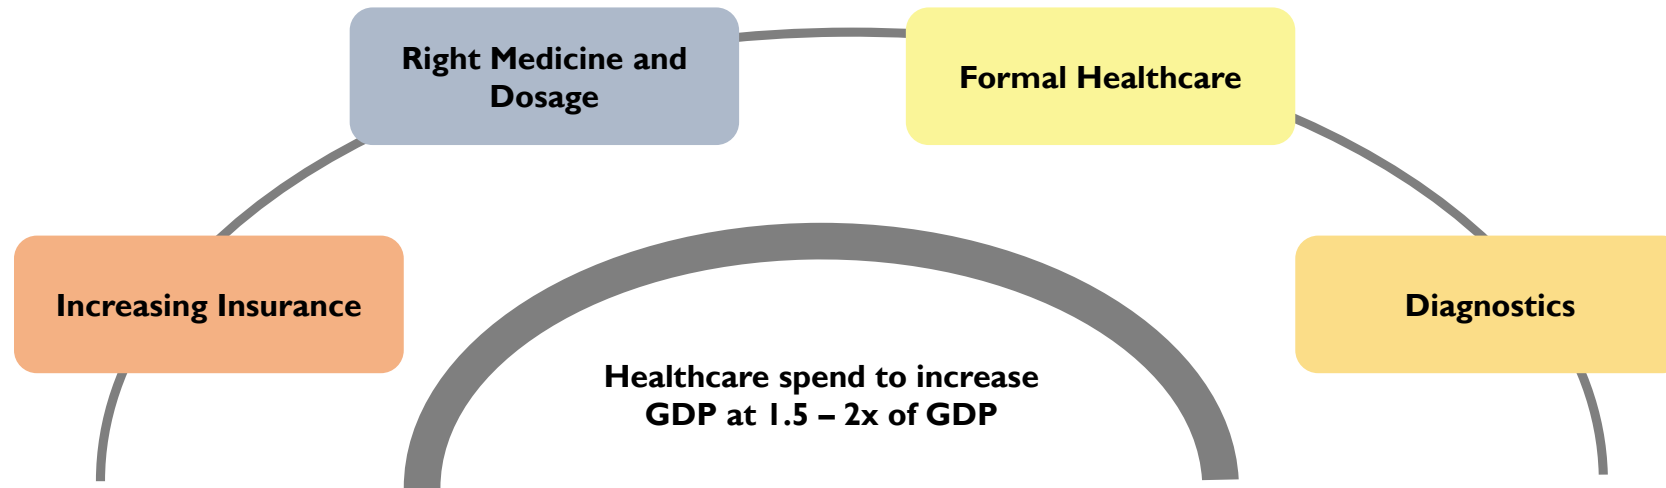 Right Medicine and
Dosage
Formal Healthcare
Increasing Insurance
Diagnostics
Healthcare spend to increase
GDP at 1.5 – 2x of GDP